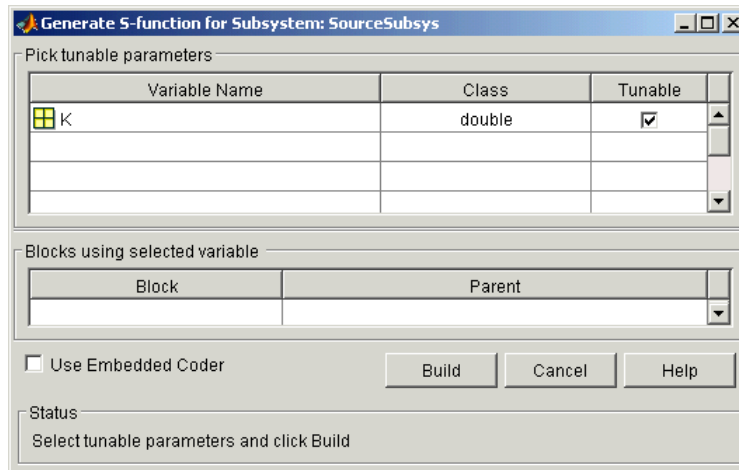 Generate S-function for Subsystem: SourceSubsys
Pick tunable parameters
Variable Name Class Tunable
K double
Blocks using selected variable
Block Parent
Use Embedded Coder Build Cancel Help
Status
Select tunable parameters and click Build